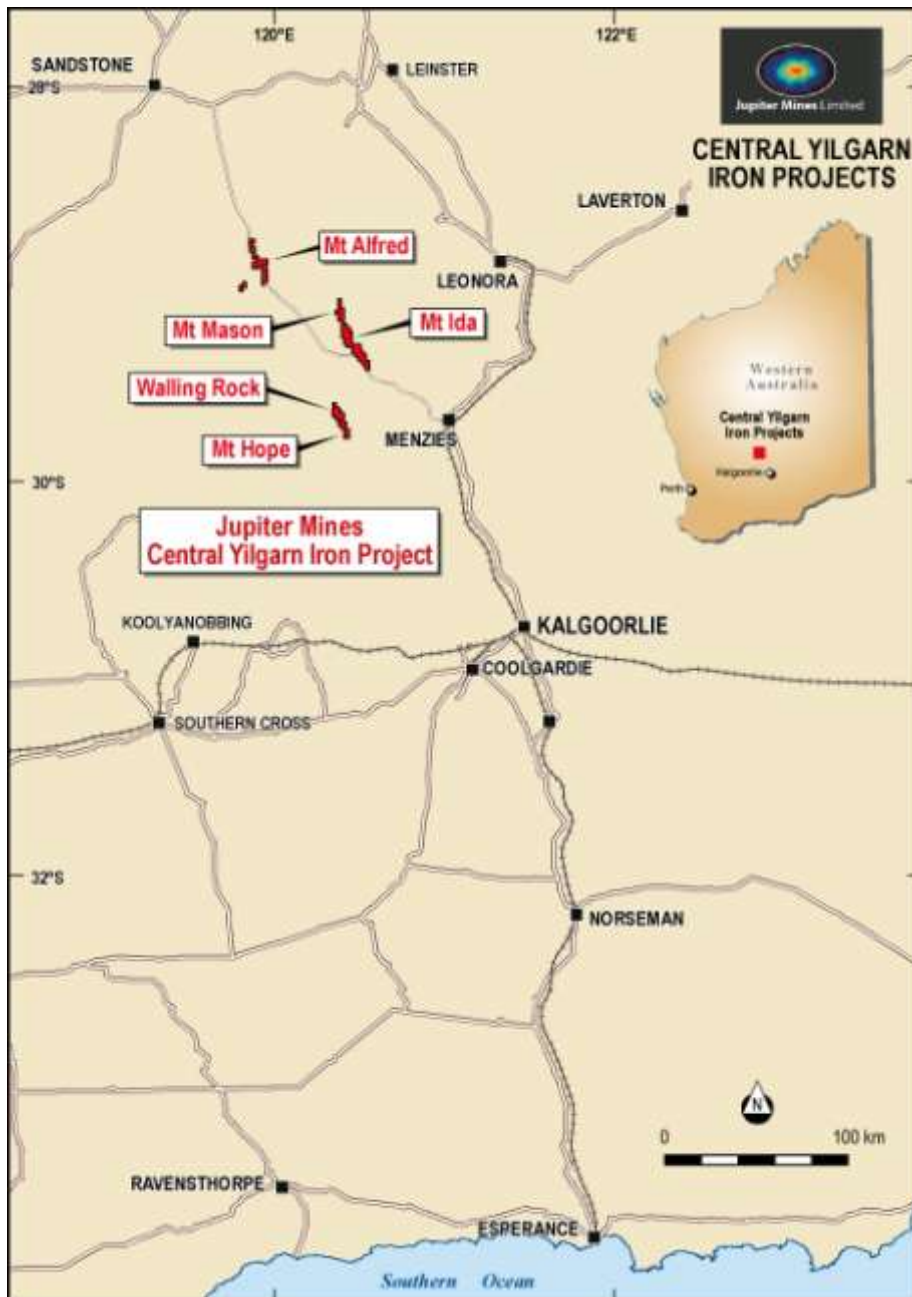 120°E
122°E
SANDSTONE
28°S
LEINSTER
Jupiter Mines Limited
CENTRAL YILGARN
IRON PROJECTS
LAVERTON
Mt Alfred
LEONORA
Mt Mason
Mt Ida
Walling Rock
MENZIES
Mt Hope
Western
Australia
Central Yilgarn
Iron Projects
Kalgoorlie
Perth
30°S
Jupiter Mines
Central Yilgarn Iron Project
KOOLYANOBBING
KALGOORLIE
COOLGARDIE
SOUTHERN CROSS
32°S
NORSEMAN
N
0 100 km
RAVENSTHORPE
ESPERANCE
Southern Ocean